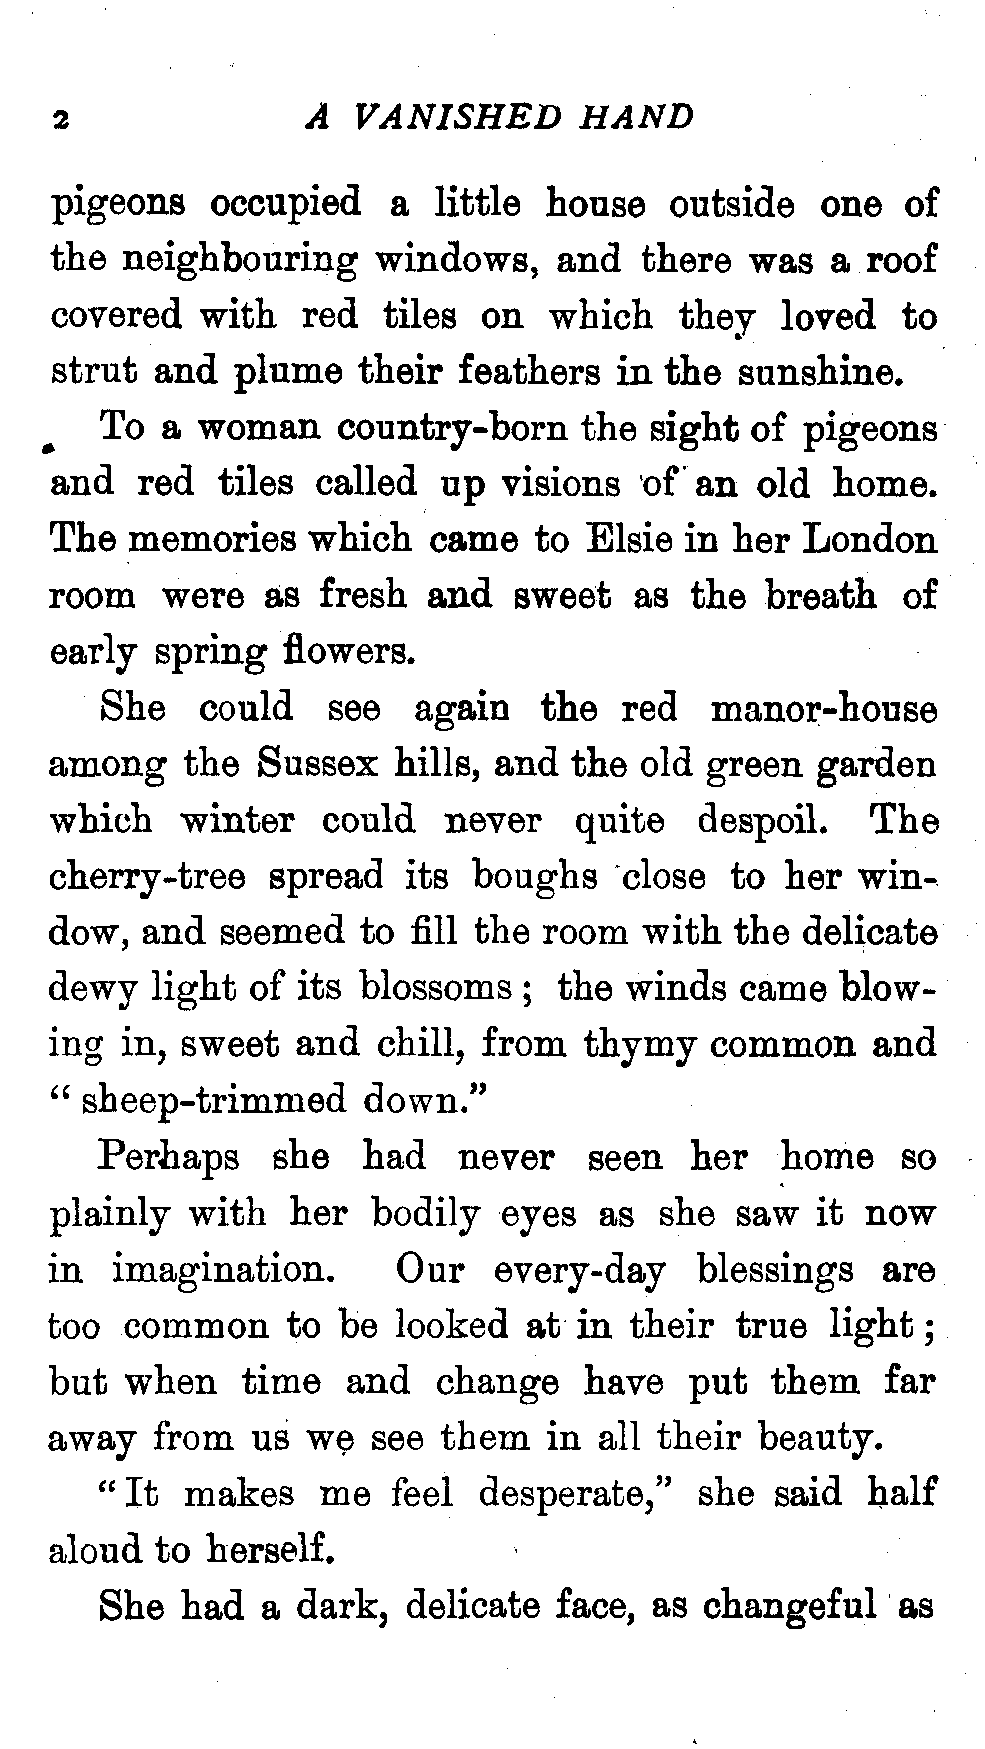 2 A VANISHED HAND
pigeons occupied a little house outside one of
the neighbouring windows, and there was a roof
covered with red tiles on which they loved to
strut and plume their feathers in the sunshine.
To a woman country-born the sight of pigeons
and red tiles called up visions of an old home.
The memories which came to Elsie in her London
room were as fresh and sweet as the breath of
early spring flowers.
She could see again the red manor-house
among the Sussex hills, and the old green garden
which winter could never quite despoil. The
cherry-tree spread its boughs close to her win-
dow, and seemed to fill the room with the delicate
dewy light of its blossoms ; the winds came blow-
ing in, sweet and chill, from thymy common and
“ sheep-trimmed down.”
Perhaps she had never seen her home so
plainly with her bodily eyes as she saw it now
in imagination. Our every-day blessings are
too common to be looked at in their true light ;
but when time and change have put them far
away from us we see them in all their beauty.
“ It makes me feel desperate,” she said half
aloud to herself.
She had a dark, delicate face, as changeful as